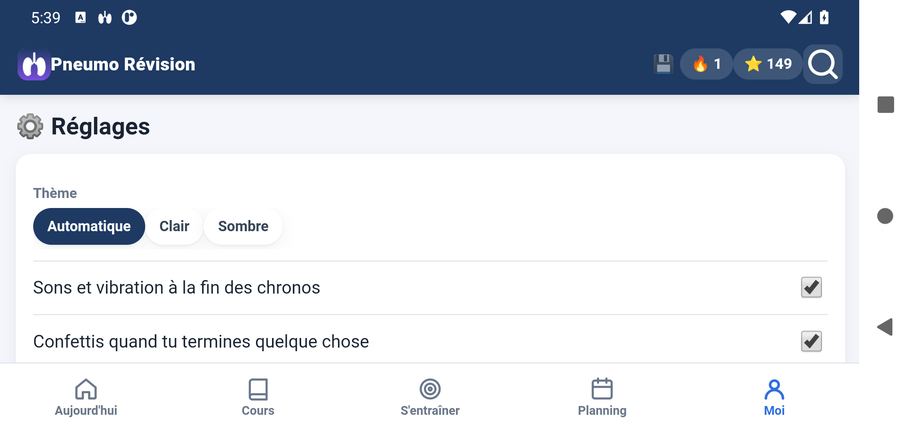 5:39
Pneumo Révision
1
149
Réglages
Thème
Automatique Clair Sombre
Sons et vibration à la fin des chronos
Confettis quand tu termines quelque chose
Aujourd'hui Cours S'entraîner Planning Moi